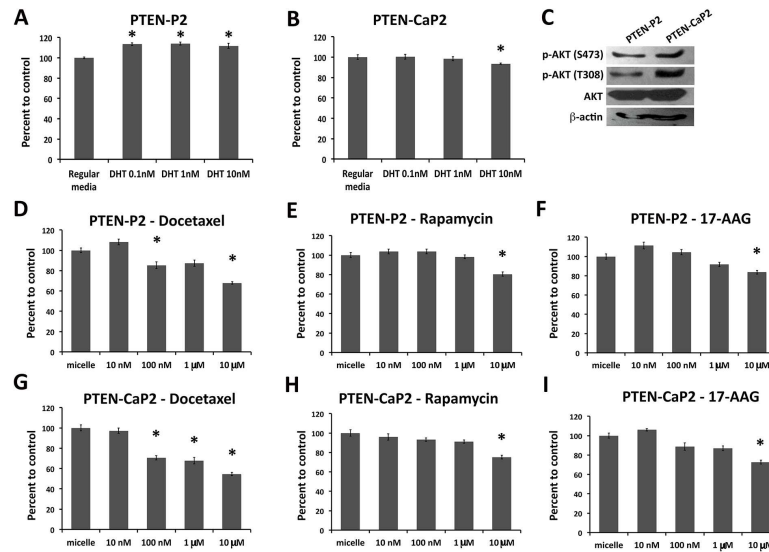 A
PTEN-P2
Percent to control
120
100
80
60
40
20
0
*
*
*
Regular media
DHT 0.1nM
DHT 1nM
DHT 10nM
B
PTEN-CaP2
Percent to control
120
100
80
60
40
20
0
*
Regular media
DHT 0.1nM
DHT 1nM
DHT 10nM
C
PTEN-P2
PTEN-CaP2
p-AKT (S473)
p-AKT (T308)
AKT
β-actin
D
PTEN-P2 - Docetaxel
Percent to control
120
100
80
60
40
20
0
*
*
micelle
10 nM
100 nM
1 μM
10 μM
E
PTEN-P2 - Rapamycin
Percent to control
120
100
80
60
40
20
0
*
micelle
10 nM
100 nM
1 μM
10 μM
F
PTEN-P2 - 17-AAG
Percent to control
120
100
80
60
40
20
0
*
micelle
10 nM
100 nM
1 μM
10 μM
G
PTEN-CaP2 - Docetaxel
Percent to control
120
100
80
60
40
20
0
*
*
*
micelle
10 nM
100 nM
1 μM
10 μM
H
PTEN-CaP2 - Rapamycin
Percent to control
120
100
80
60
40
20
0
*
micelle
10 nM
100 nM
1 μM
10 μM
I
PTEN-CaP2 - 17-AAG
Percent to control
120
100
80
60
40
20
0
*
micelle
10 nM
100 nM
1 μM
10 μM